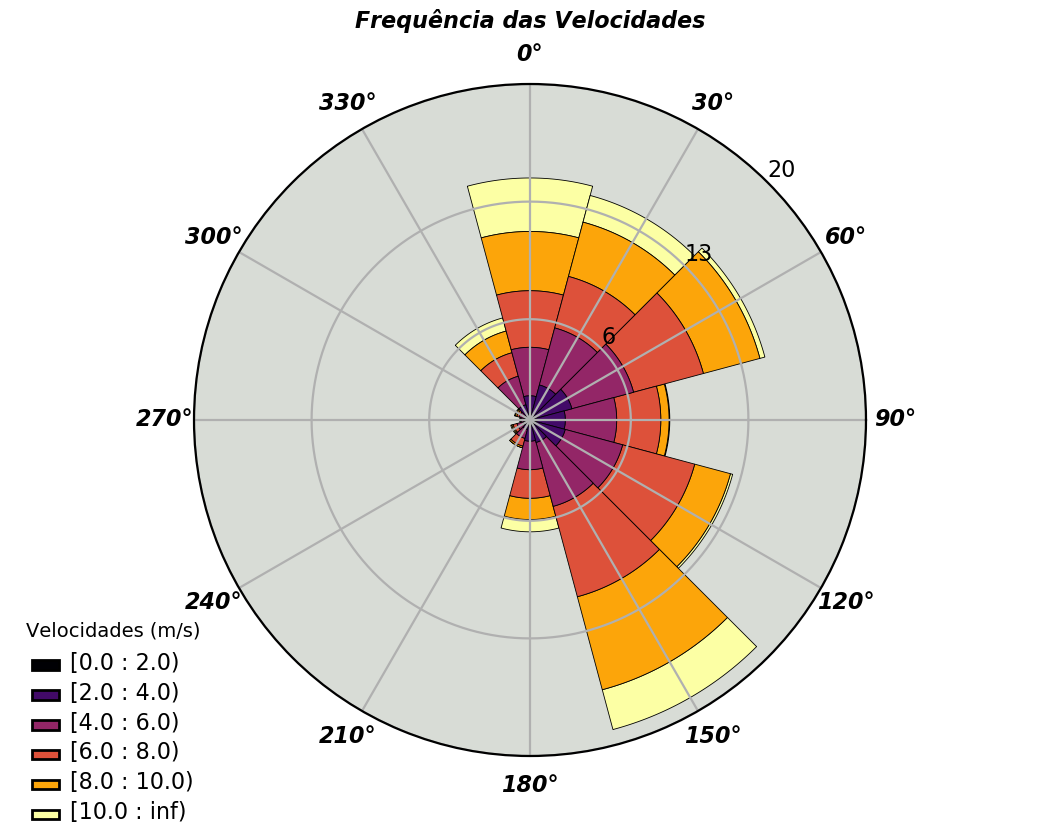 Frequência das Velocidades
0°
330°
30°
20
300°
60°
13
6
270°
90°
240°
120°
210°
150°
180°
Velocidades (m/s)
[0.0 : 2.0)
[2.0 : 4.0)
[4.0 : 6.0)
[6.0 : 8.0)
[8.0 : 10.0)
[10.0 : inf)